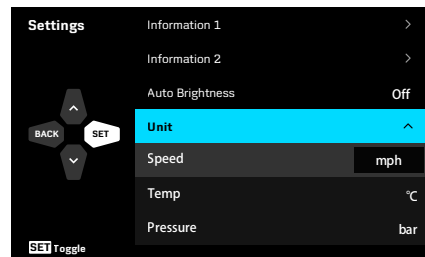 Settings
Information 1
Information 2
Auto Brightness Off
BACK SET
Unit
Speed mph
Temp °C
Pressure bar
SET Toggle